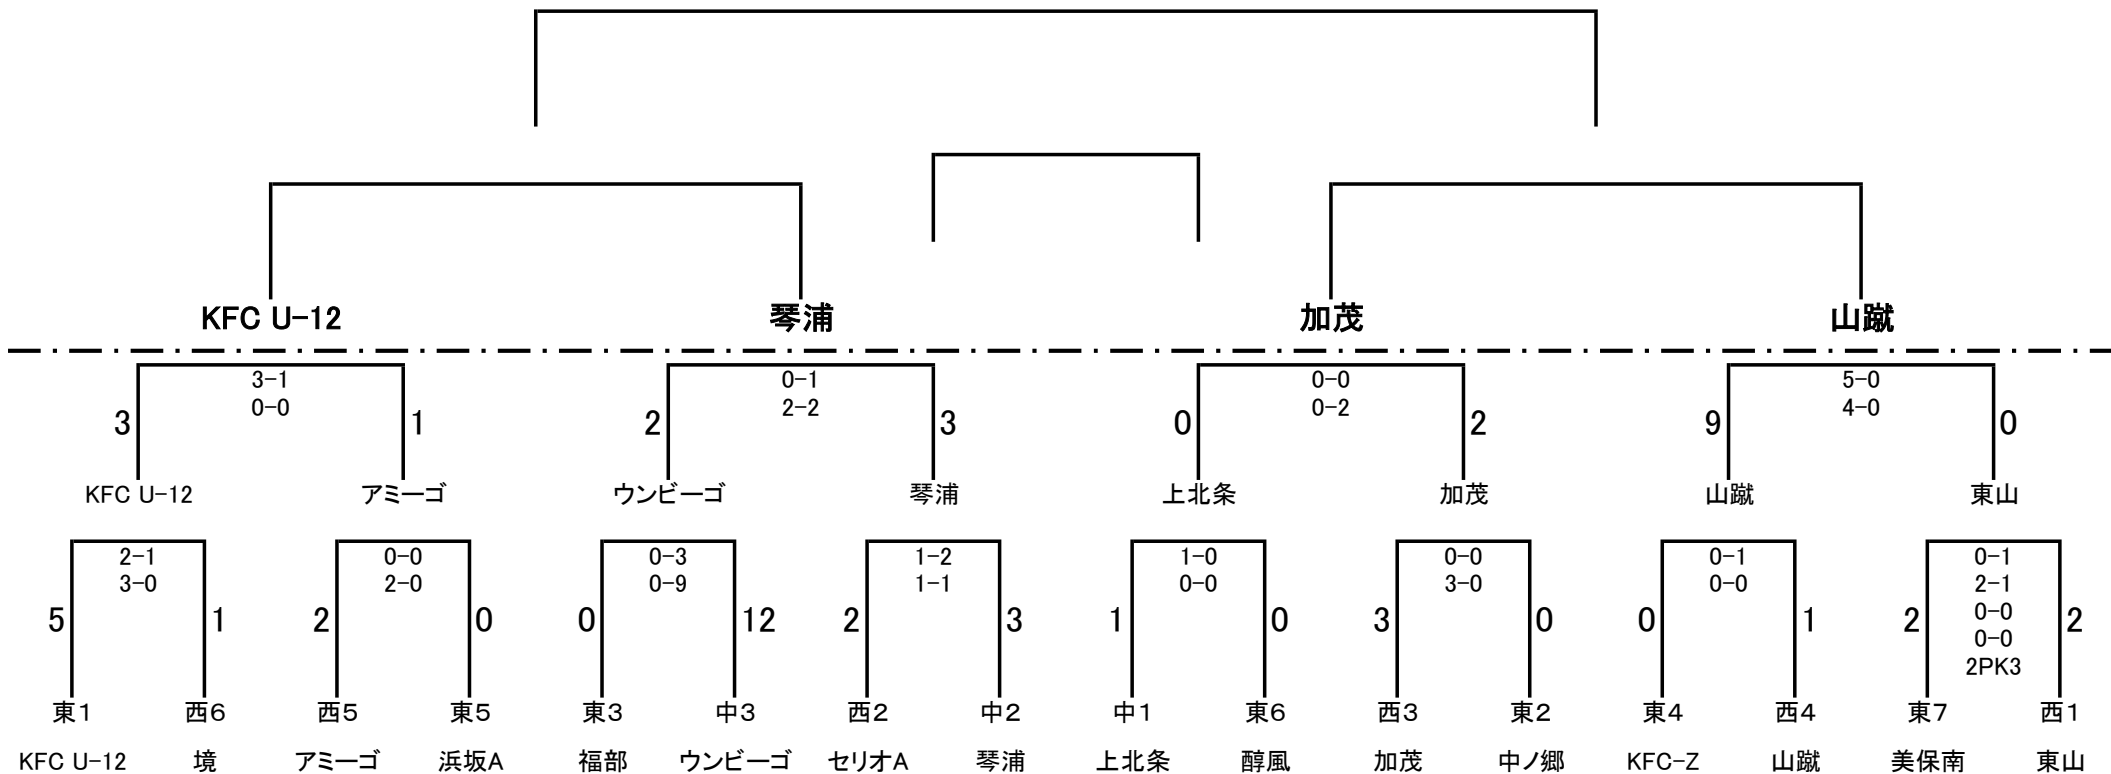 KFC U-12 琴浦 加茂 山蹴
3-1 0-1 0-0 5-0
0-0 2-2 0-2 4-0
3 1 2 3 0 2 9 0
KFC U-12 アミーゴ ウンビーゴ 琴浦 上北条 加茂 山蹴 東山
2-1 0-0 0-3 1-2 1-0 0-0 0-1 0-1
3-0 2-0 0-9 1-1 0-0 3-0 0-0 2-1
0-0
5 1 2 0 0 12 2 3 1 0 3 0 0 1 2 2
0-0
2PK3
東1 西6 西5 東5 東3 中3 西2 中2 中1 東6 西3 東2 東4 西4 東7 西1
KFC U-12 境 アミーゴ 浜坂A 福部 ウンビーゴ セリオA 琴浦 上北条 醇風 加茂 中ノ郷 KFC-Z 山蹴 美保南 東山